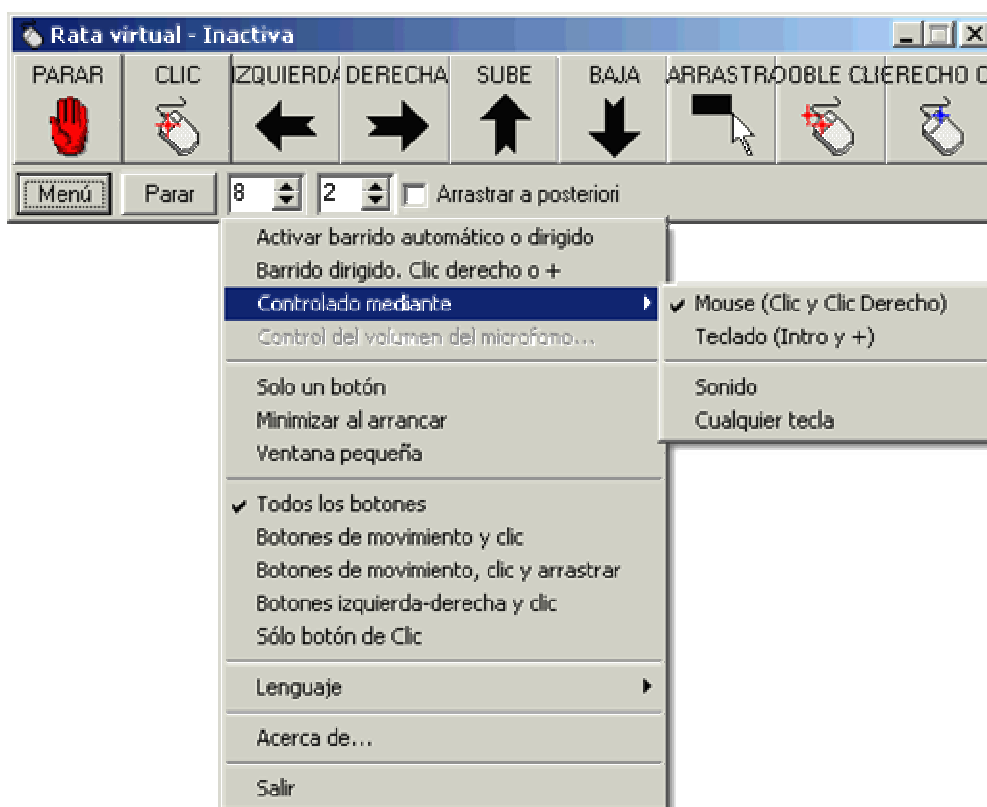 Rata virtual - Inactiva
PARAR CLIC IZQUIERDA DERECHA SUBE BAJA ARRASTRA DOBLE CLI ERECHO C
Menú Parar 8 2 Arrastrar a posteriori
Activar barrido automático o dirigido
Barrido dirigido. Clic derecho o +
Controlado mediante
Control del volumen del microfono...
Solo un botón
Minimizar al arrancar
Ventana pequeña
Todos los botones
Botones de movimiento y clic
Botones de movimiento, clic y arrastrar
Botones izquierda-derecha y clic
Sólo botón de Clic
Lenguaje
Acerca de...
Salir
Mouse (Clic y Clic Derecho)
Teclado (Intro y +)
Sonido
Cualquier tecla